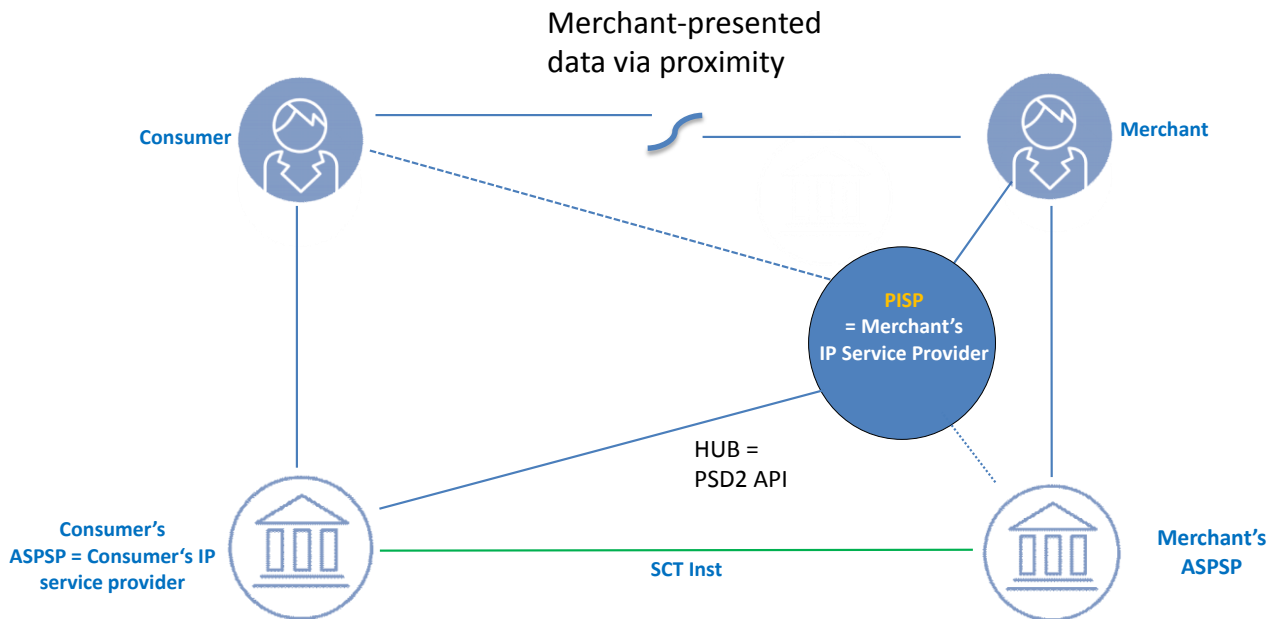 Merchant-presented
data via proximity
Consumer
Merchant
PISP
= Merchant’s
IP Service Provider
HUB =
PSD2 API
Consumer’s
ASPSP = Consumer‘s IP
service provider
SCT Inst
Merchant’s
ASPSP